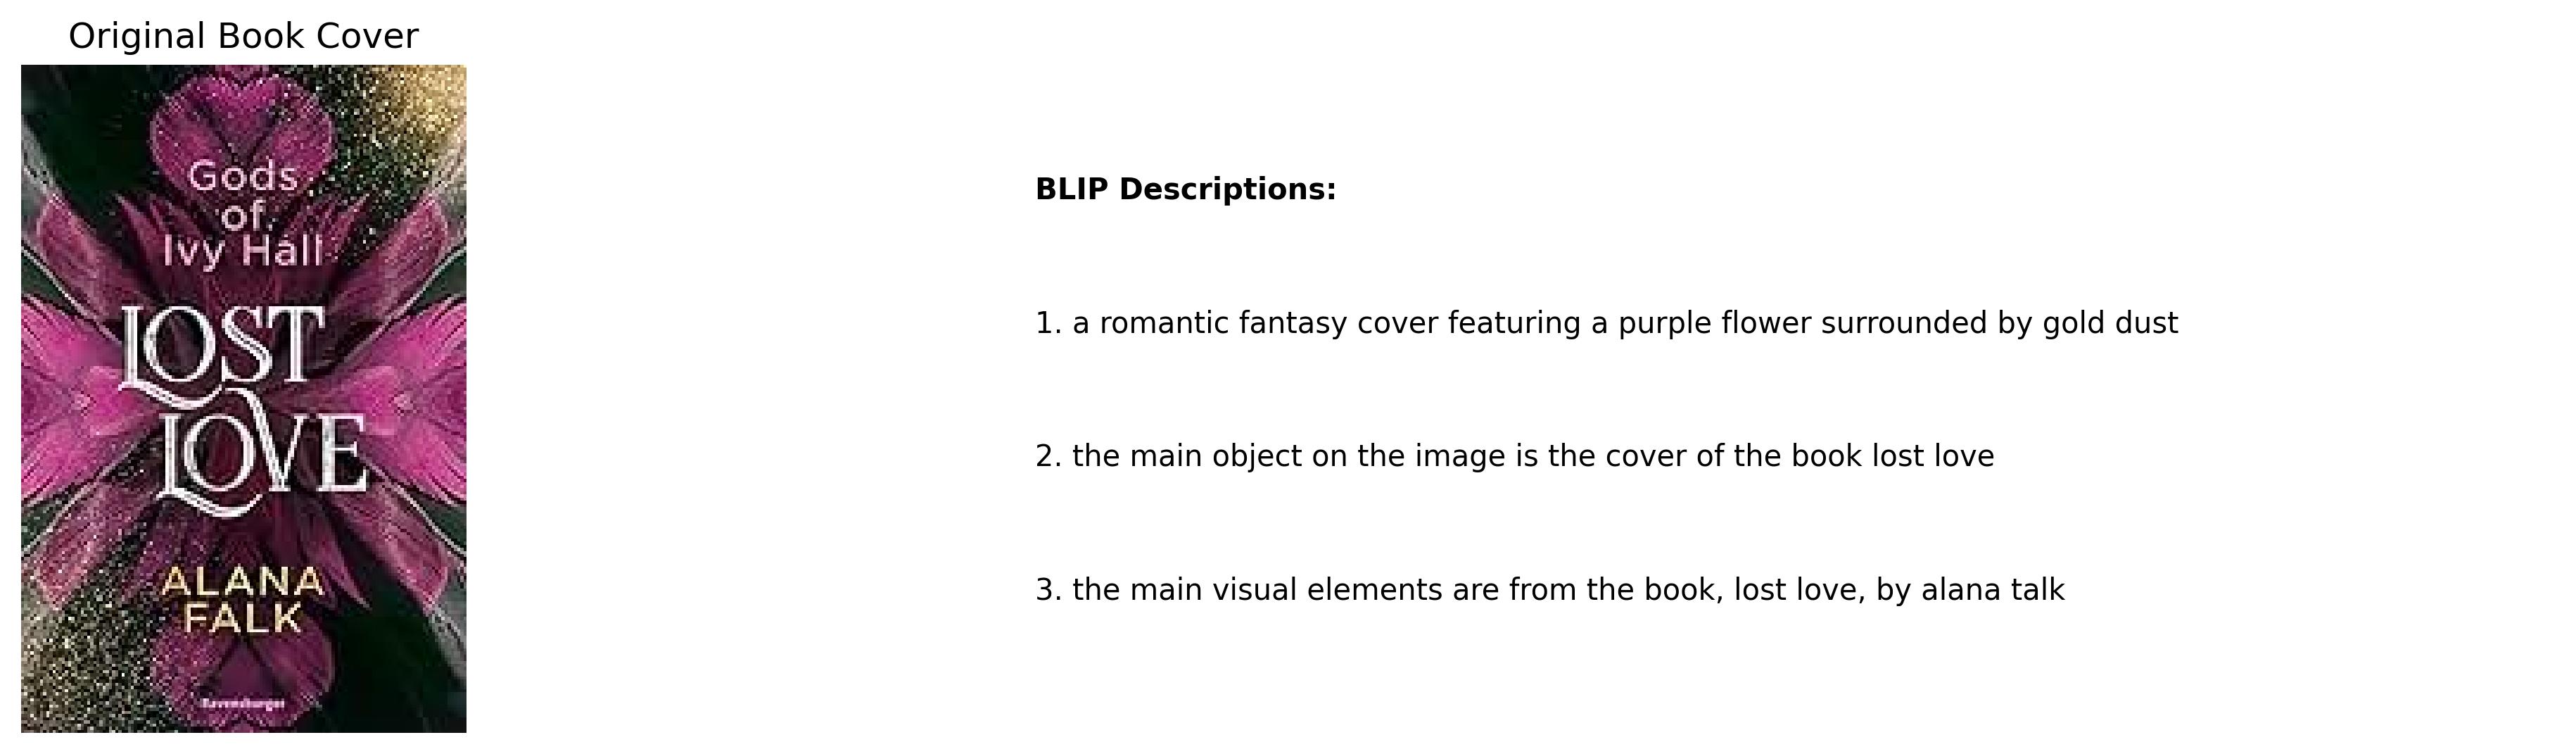 Original Book Cover
Gods
of
Ivy Hall
LOST
LOVE
ALANA
FALK
Ravensburger
BLIP Descriptions:
1. a romantic fantasy cover featuring a purple flower surrounded by gold dust
2. the main object on the image is the cover of the book lost love
3. the main visual elements are from the book, lost love, by alana talk